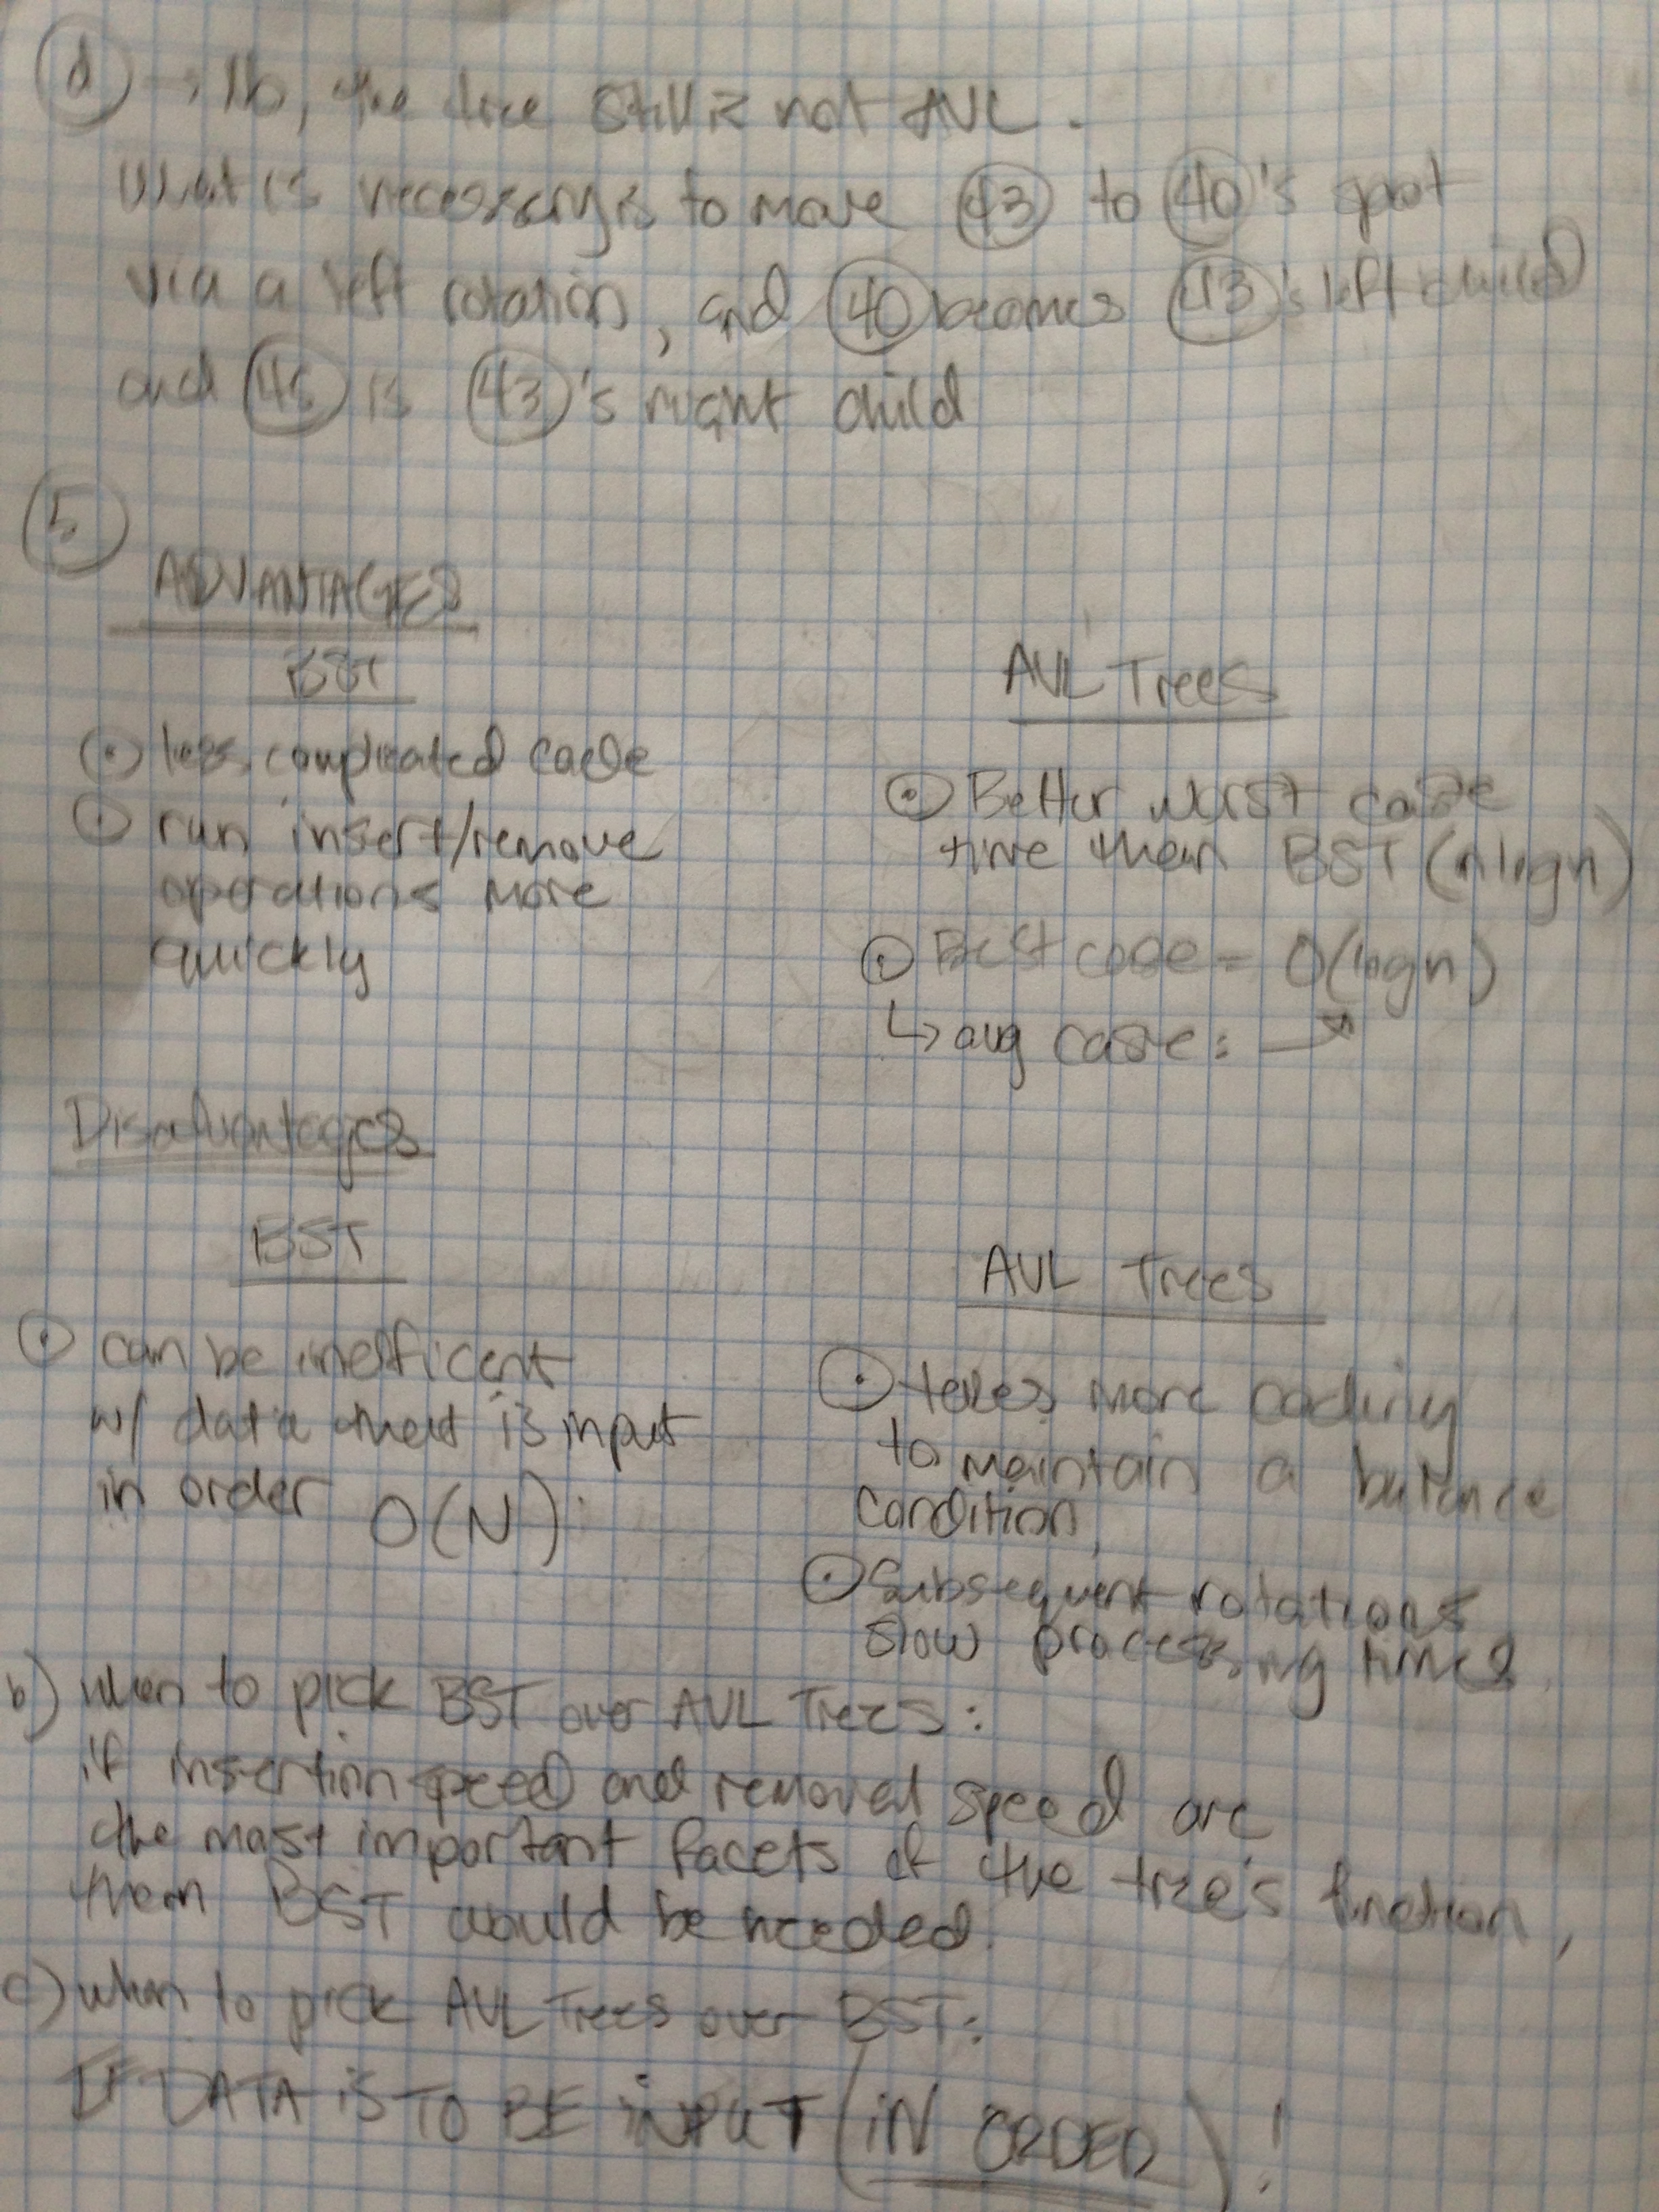 d → No, the tree still is not AVL.
What is necessary is to move 43 to 40's spot
via a left rotation, and 40 becomes 43's left child
and 45 is 43's right child
5
ADVANTAGES
BST
⊙ less complicated code
⊙ run insert/remove
operations more
quickly
AVL Trees
⊙ Better worst case
time than BST (nlogn)
⊙ Best case = O(logn)
↳ avg case: ↗
Disadvantages
BST
⊙ can be inefficent
w/ data that is input
in order O(N).
AVL Trees
⊙ takes more coding
to maintain a balance
condition,
⊙ Subsequent rotations
slow processing times.
b) when to pick BST over AVL Trees:
if insertion speed and removal speed are
the most important facets of the tree's function,
then BST would be needed.
c) when to pick AVL Trees over BST:
IF DATA iS TO BE iNPUT (iN ORDER)!